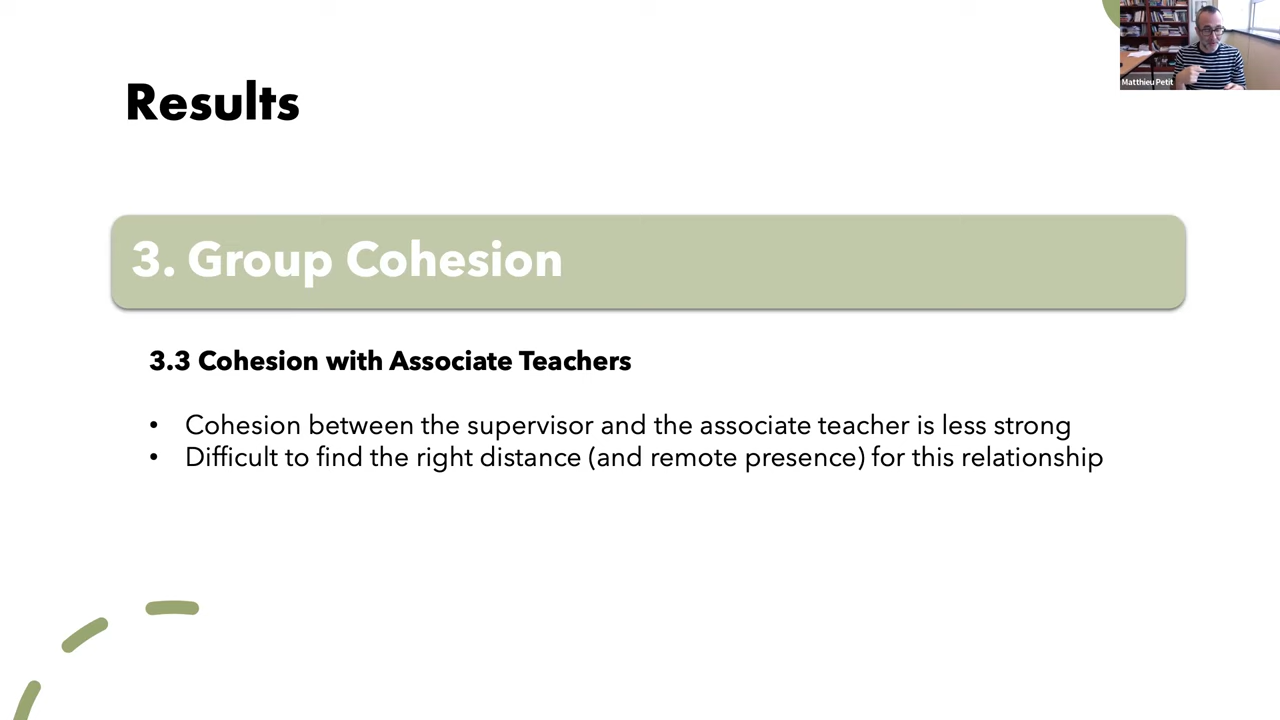 Matthieu Petit
Results
3. Group Cohesion
3.3 Cohesion with Associate Teachers
• Cohesion between the supervisor and the associate teacher is less strong
• Difficult to find the right distance (and remote presence) for this relationship